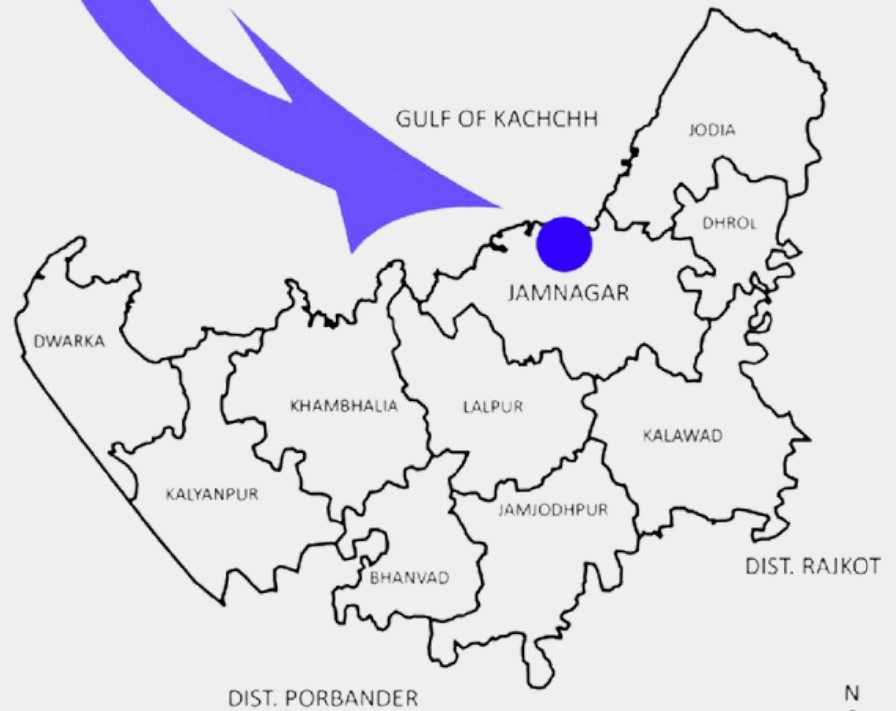 GULF OF KACHCHH
JODIA
DHROL
JAMNAGAR
DWARKA
KHAMBHALIA
LALPUR
KALAWAD
KALYANPUR
JAMJODHPUR
DIST. RAJKOT
BHANVAD
DIST. PORBANDER
N